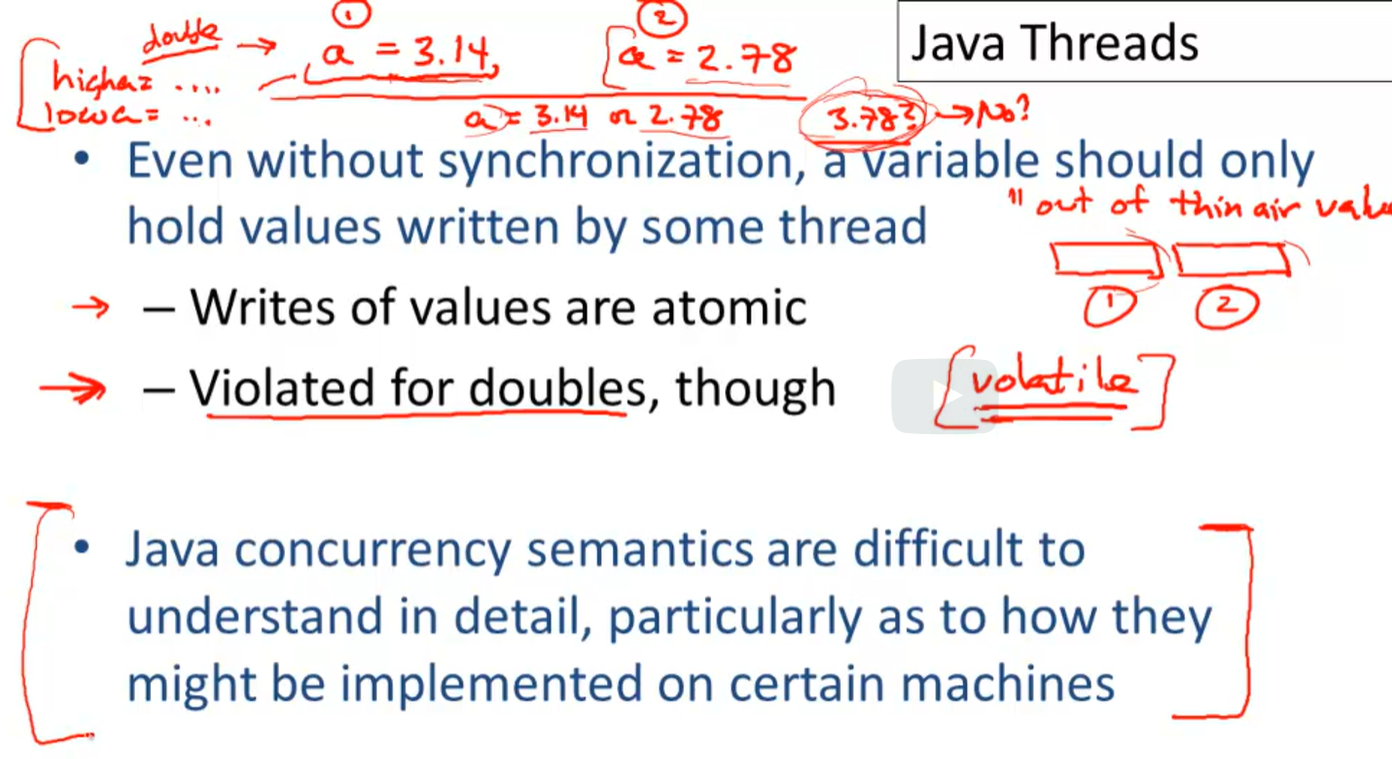 ① ②
double → a = 3.14, a = 2.78
Java Threads
higha= ....
lowa= ...
a = 3.14 or 2.78 3.78? → No?
• Even without synchronization, a variable should only
"out of thin air value
hold values written by some thread
→ – Writes of values are atomic
① ②
→ – Violated for doubles, though
[volatile]
• Java concurrency semantics are difficult to
understand in detail, particularly as to how they
might be implemented on certain machines